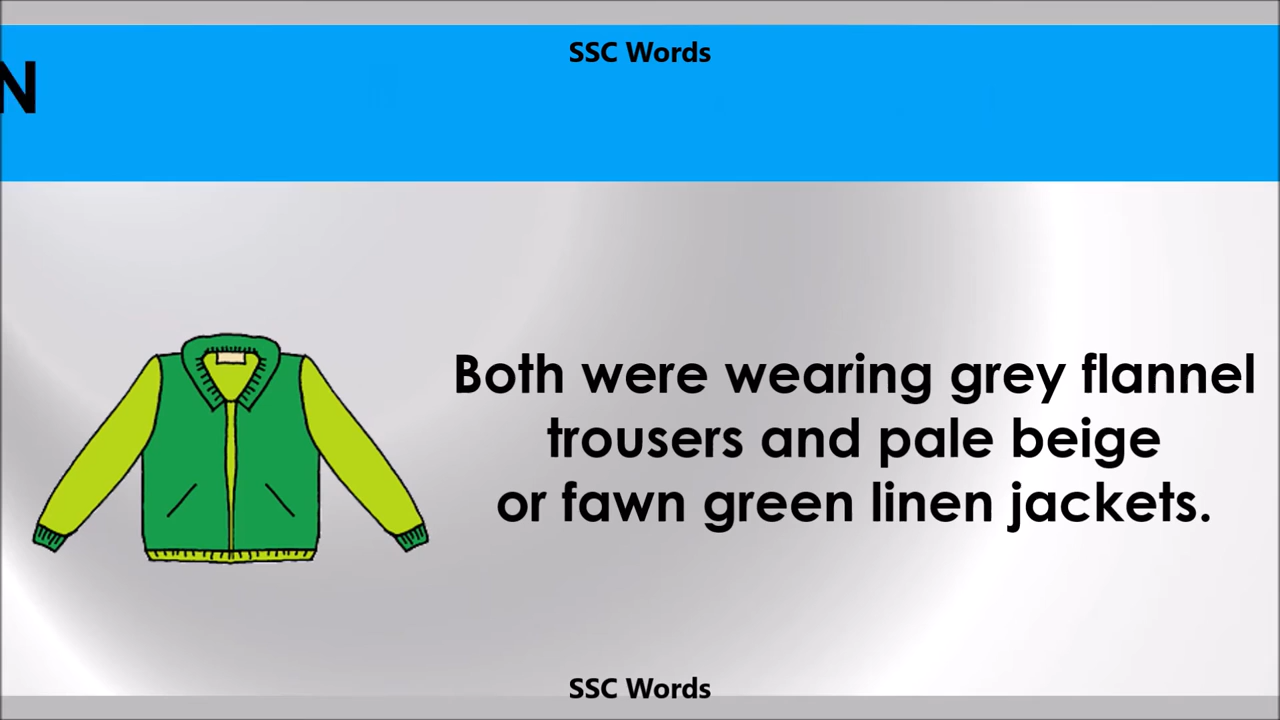 SSC Words
N
Both were wearing grey flannel
trousers and pale beige
or fawn green linen jackets.
SSC Words